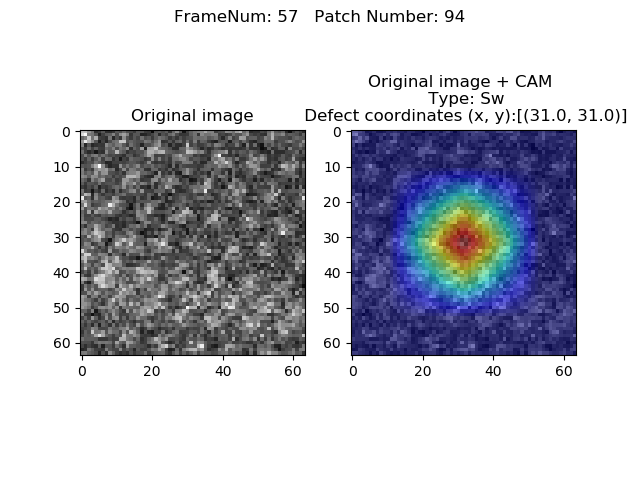 FrameNum: 57   Patch Number: 94
Original image
Original image + CAM
Type: Sw
Defect coordinates (x, y):[(31.0, 31.0)]
0
10
20
30
40
50
60
0 20 40 60
0
10
20
30
40
50
60
0 20 40 60